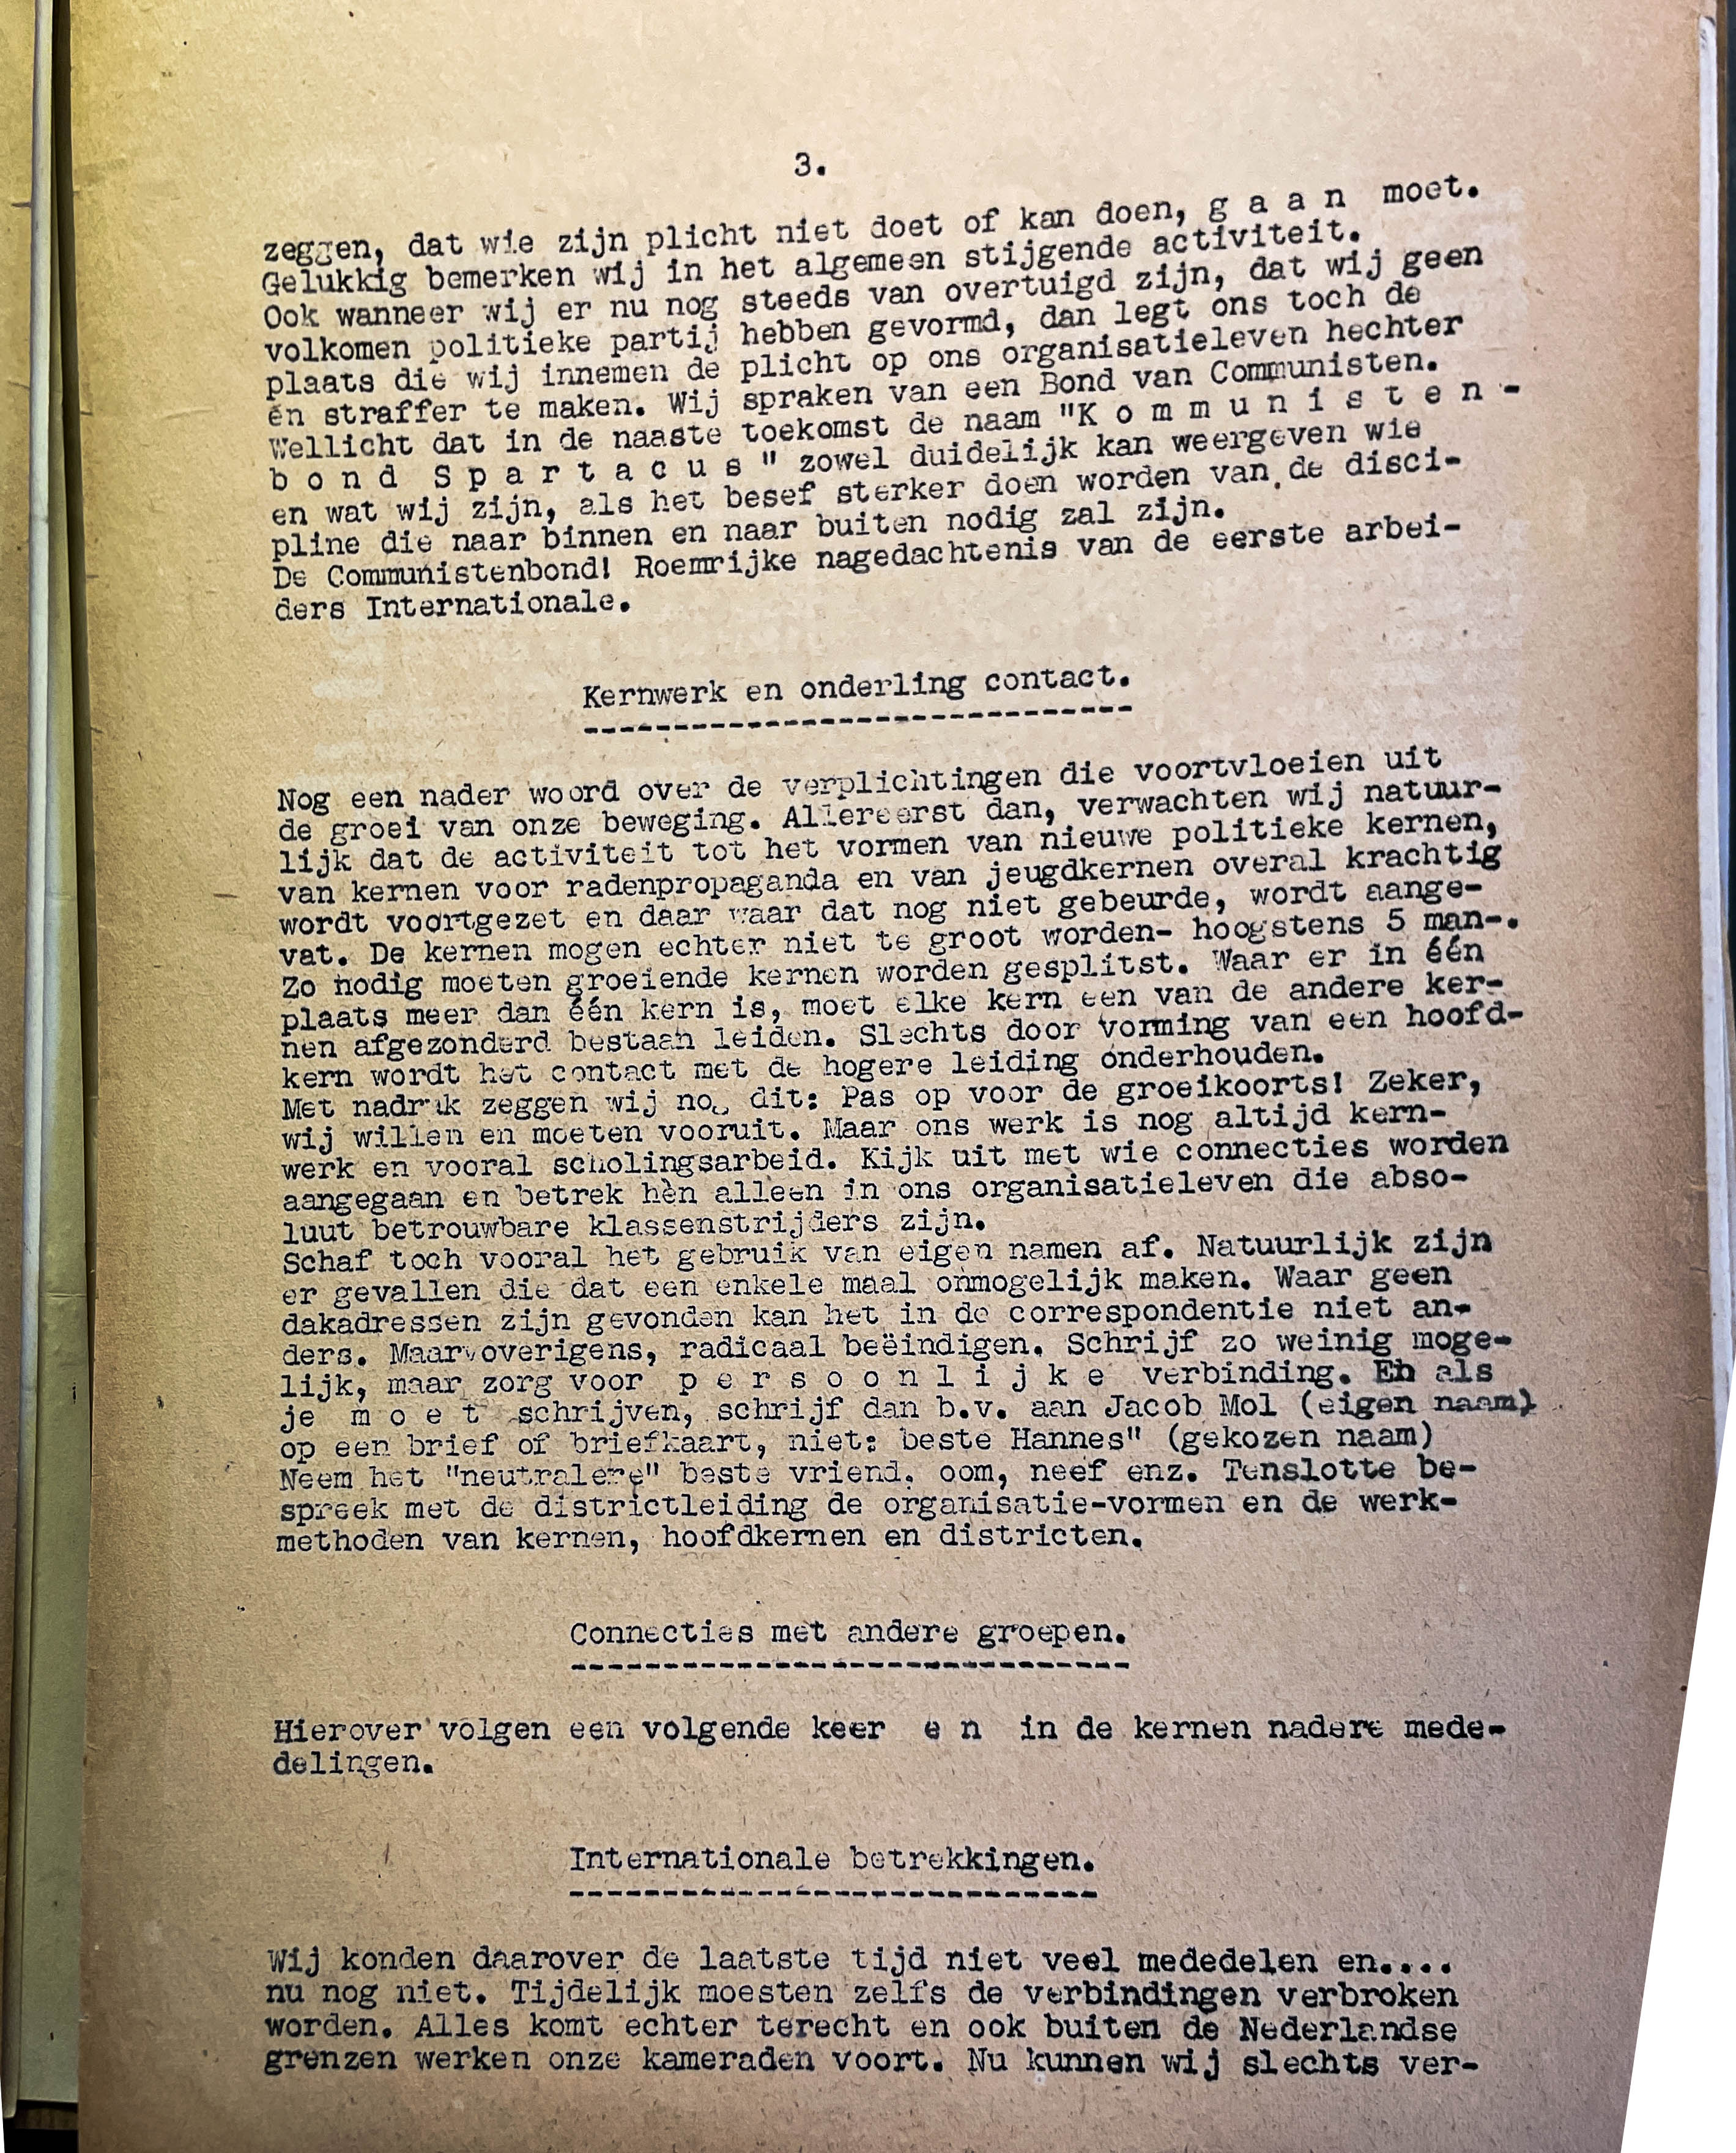 3.
zeggen, dat wie zijn plicht niet doet of kan doen, g a a n moet.
Gelukkig bemerken wij in het algemeen stijgende activiteit.
Ook wanneer wij er nu nog steeds van overtuigd zijn, dat wij geen
volkomen politieke partij hebben gevormd, dan legt ons toch de
plaats die wij innemen de plicht op ons organisatieleven hechter
en straffer te maken. Wij spraken van een Bond van Communisten.
Wellicht dat in de naaste toekomst de naam "K o m m u n i s t e n -
b o n d S p a r t a c u s" zowel duidelijk kan weergeven wie
en wat wij zijn, als het besef sterker doen worden van de disci-
pline die naar binnen en naar buiten nodig zal zijn.
De Communistenbond! Roemrijke nagedachtenis van de eerste arbei-
ders Internationale.
Kernwerk en onderling contact.
Nog een nader woord over de verplichtingen die voortvloeien uit
de groei van onze beweging. Allereerst dan, verwachten wij natuur-
lijk dat de activiteit tot het vormen van nieuwe politieke kernen,
van kernen voor radenpropaganda en van jeugdkernen overal krachtig
wordt voortgezet en daar waar dat nog niet gebeurde, wordt aange-
vat. De kernen mogen echter niet te groot worden- hoogstens 5 man-.
Zo nodig moeten groeiende kernen worden gesplitst. Waar er in één
plaats meer dan één kern is, moet elke kern een van de andere ker-
nen afgezonderd bestaan leiden. Slechts door vorming van een hoofd-
kern wordt het contact met de hogere leiding onderhouden.
Met nadruk zeggen wij nog dit: Pas op voor de groeikoorts! Zeker,
wij willen en moeten vooruit. Maar ons werk is nog altijd kern-
werk en vooral scholingsarbeid. Kijk uit met wie connecties worden
aangegaan en betrek hèn alleen in ons organisatieleven die abso-
luut betrouwbare klassenstrijders zijn.
Schaf toch vooral het gebruik van eigen namen af. Natuurlijk zijn
er gevallen die dat een enkele maal onmogelijk maken. Waar geen
dakadressen zijn gevonden kan het in de correspondentie niet an-
ders. Maar overigens, radicaal beëindigen. Schrijf zo weinig moge-
lijk, maar zorg voor p e r s o o n l i j k e verbinding. En als
je m o e t schrijven, schrijf dan b.v. aan Jacob Mol (eigen naam)
op een brief of briefkaart, niet: beste Hannes" (gekozen naam)
Neem het "neutralere" beste vriend, oom, neef enz. Tenslotte be-
spreek met de districtleiding de organisatie-vormen en de werk-
methoden van kernen, hoofdkernen en districten.
Connecties met andere groepen.
Hierover volgen een volgende keer e n in de kernen nadere mede-
delingen.
Internationale betrekkingen.
Wij konden daarover de laatste tijd niet veel mededelen en....
nu nog niet. Tijdelijk moesten zelfs de verbindingen verbroken
worden. Alles komt echter terecht en ook buiten de Nederlandse
grenzen werken onze kameraden voort. Nu kunnen wij slechts ver-